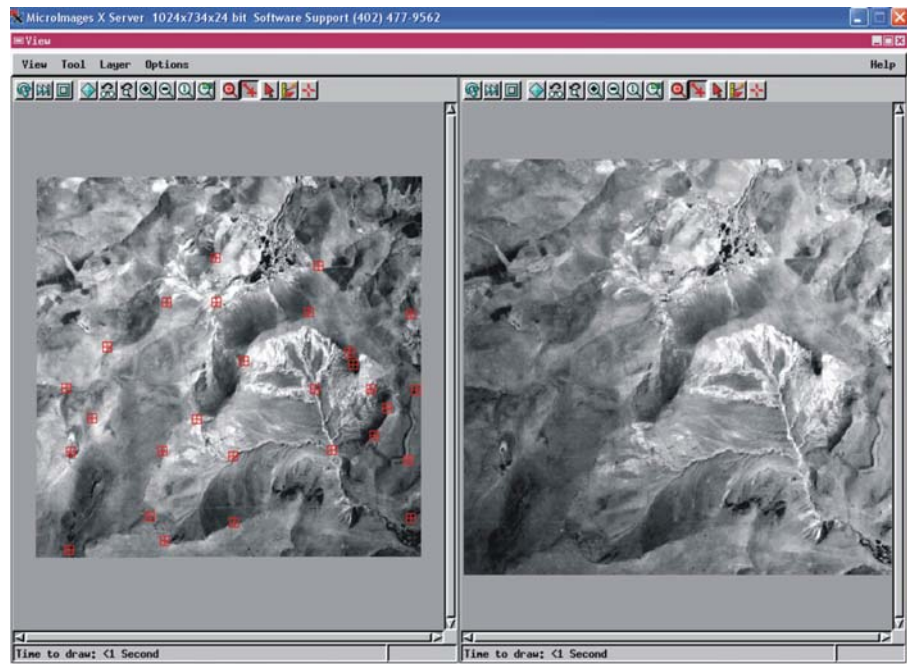 MicroImages X Server 1024x734x24 bit Software Support (402) 477-9562
View
View Tool Layer Options Help
Time to draw: <1 Second
Time to draw: <1 Second